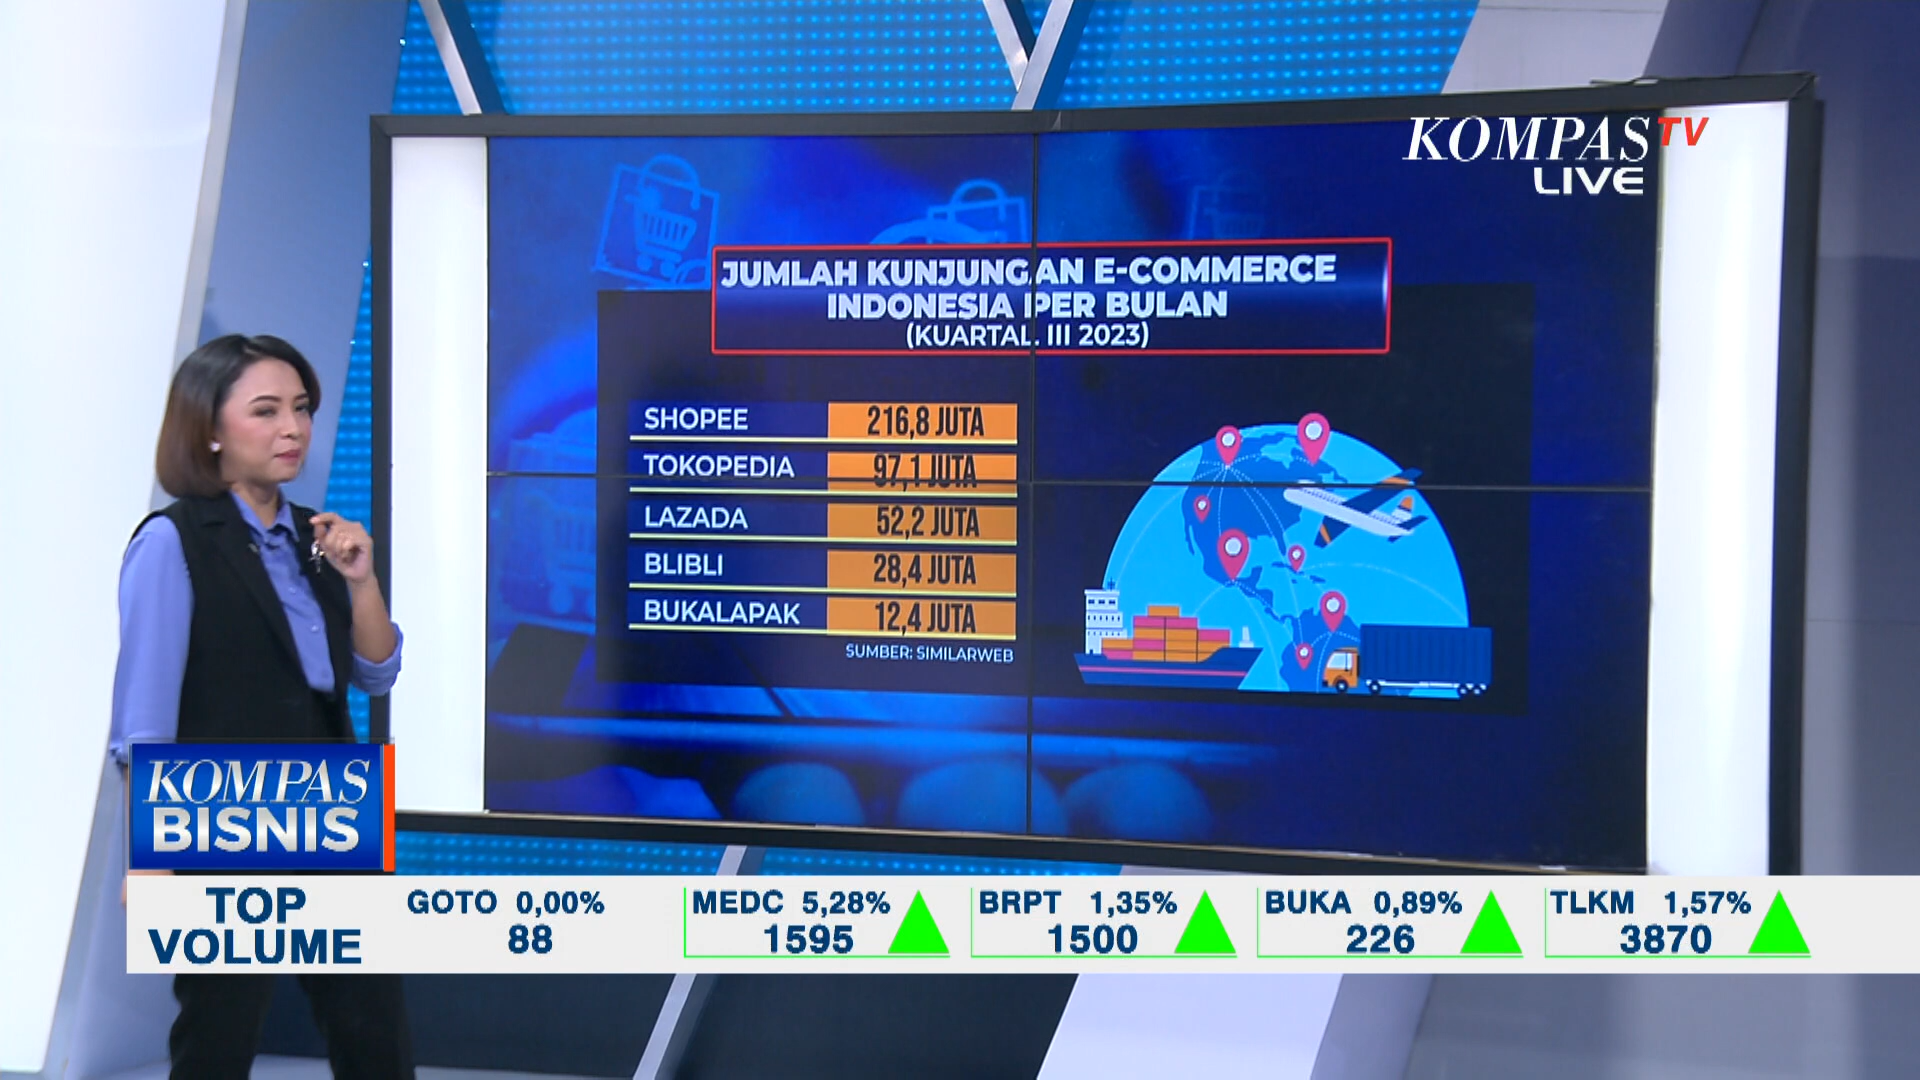 KOMPAS TV
LIVE
JUMLAH KUNJUNGAN E-COMMERCE
INDONESIA PER BULAN
(KUARTAL III 2023)
SHOPEE 216,8 JUTA
TOKOPEDIA 97,1 JUTA
LAZADA 52,2 JUTA
BLIBLI 28,4 JUTA
BUKALAPAK 12,4 JUTA
SUMBER: SIMILARWEB
KOMPAS
BISNIS
TOP
VOLUME
GOTO 0,00%
88
MEDC 5,28%
1595
BRPT 1,35%
1500
BUKA 0,89%
226
TLKM 1,57%
3870